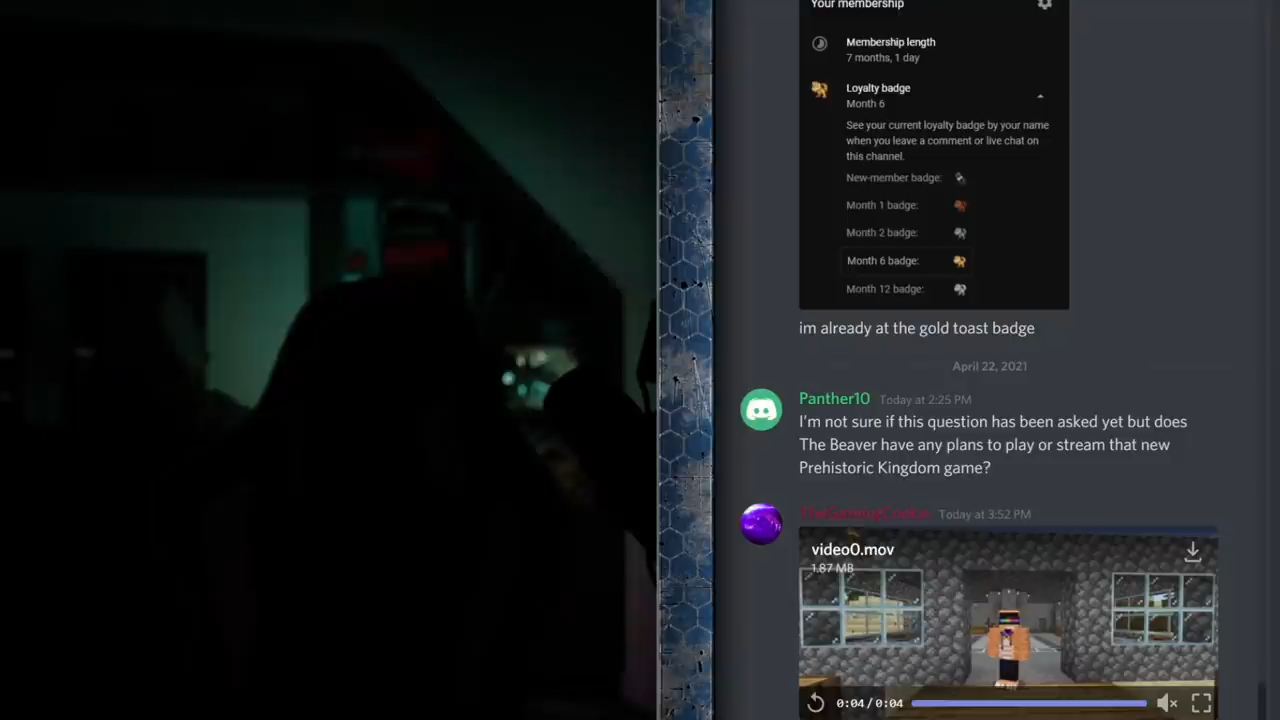 Your membership
Membership length
7 months, 1 day
Loyalty badge
Month 6
See your current loyalty badge by your name
when you leave a comment or live chat on
this channel.
New-member badge:
Month 1 badge:
Month 2 badge:
Month 6 badge:
Month 12 badge:
im already at the gold toast badge
April 22, 2021
Panther10 Today at 2:25 PM
I'm not sure if this question has been asked yet but does
The Beaver have any plans to play or stream that new
Prehistoric Kingdom game?
TheGamingCookie Today at 3:52 PM
video0.mov
1.87 MB
0:04/0:04